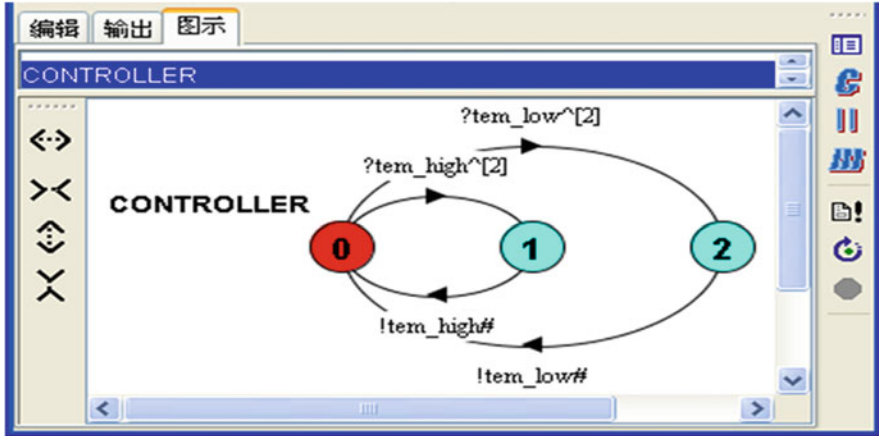 编辑 输出 图示
CONTROLLER
?tem_low^[2]
?tem_high^[2]
CONTROLLER
0 1 2
!tem_high#
!tem_low#